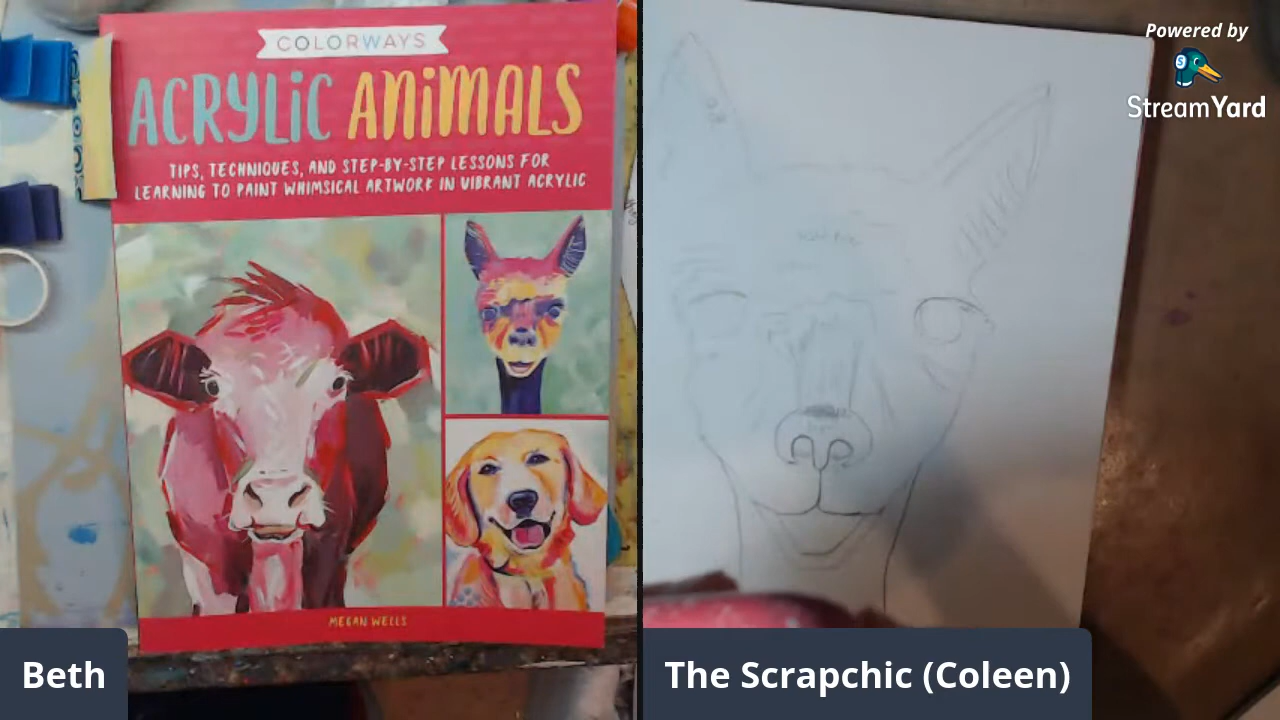 COLORWAYS
ACRYLIC ANIMALS
TIPS, TECHNIQUES, AND STEP-BY-STEP LESSONS FOR
LEARNING TO PAINT WHIMSICAL ARTWORK IN VIBRANT ACRYLIC
MEGAN WELLS
Beth
Powered by
StreamYard
The Scrapchic (Coleen)